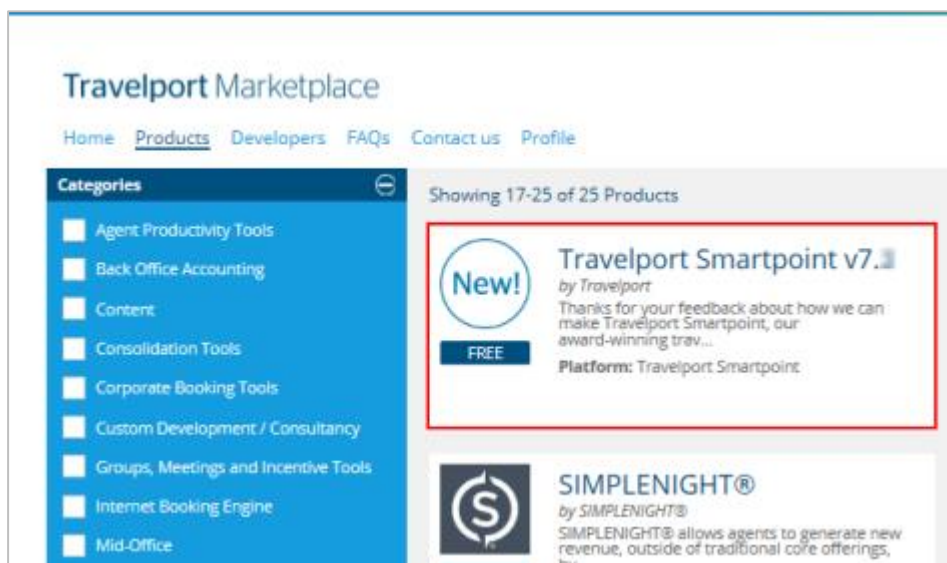 Travelport Marketplace
Home Products Developers FAQs Contact us Profile
Categories
Agent Productivity Tools
Back Office Accounting
Content
Consolidation Tools
Corporate Booking Tools
Custom Development / Consultancy
Groups, Meetings and Incentive Tools
Internet Booking Engine
Mid-Office
Showing 17-25 of 25 Products
New!
FREE
Travelport Smartpoint v7.
by Travelport
Thanks for your feedback about how we can
make Travelport Smartpoint, our
award-winning trav...
Platform: Travelport Smartpoint
S
SIMPLENIGHT®
by SIMPLENIGHT®
SIMPLENIGHT® allows agents to generate new
revenue, outside of traditional core offerings,